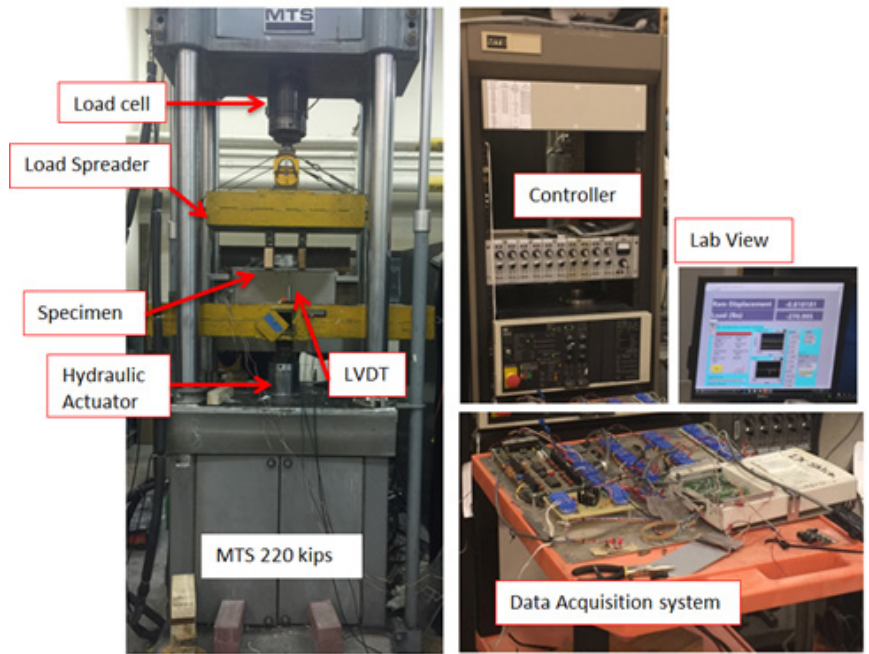 MTS
Load cell
Load Spreader
Specimen
Hydraulic
Actuator
LVDT
MTS 220 kips
Controller
Lab View
Ram Displacement
Load (lbs)
Data Acquisition system